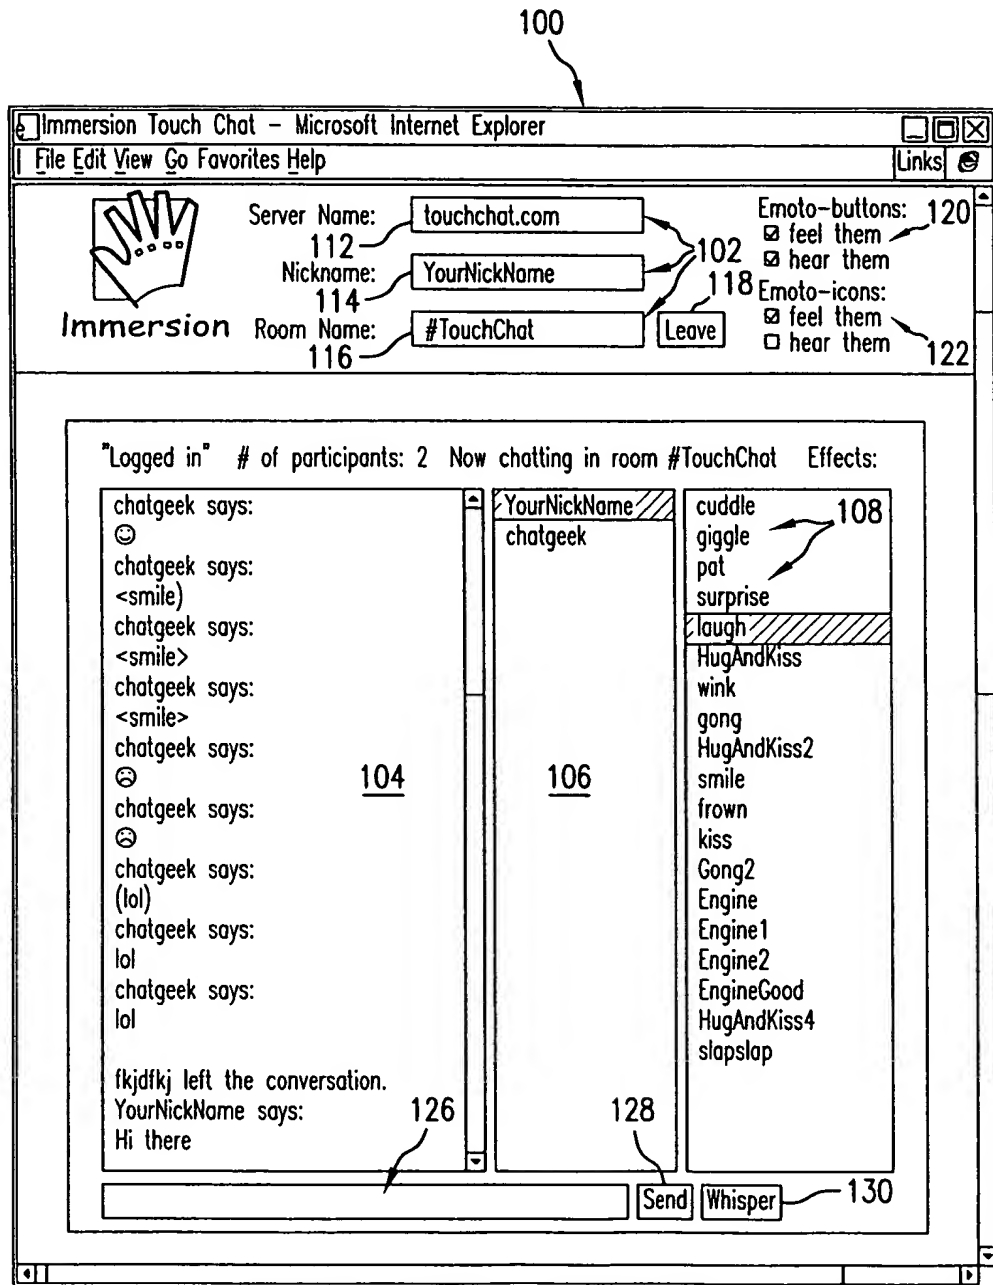 100
Immersion Touch Chat – Microsoft Internet Explorer
File Edit View Go Favorites Help
Links
Immersion
Server Name:
112
touchchat.com
Nickname:
114
YourNickName
Room Name:
116
#TouchChat
102
118
Leave
Emoto-buttons:
120
feel them
hear them
Emoto-icons:
feel them
hear them
122
"Logged in" # of participants: 2 Now chatting in room #TouchChat Effects:
chatgeek says:
☺
chatgeek says:
<smile)
chatgeek says:
<smile>
chatgeek says:
<smile>
chatgeek says:
☹
chatgeek says:
☹
chatgeek says:
(lol)
chatgeek says:
lol
chatgeek says:
lol
fkjdfkj left the conversation.
YourNickName says:
Hi there
104
YourNickName
chatgeek
106
cuddle
giggle
pat
surprise
laugh
HugAndKiss
wink
gong
HugAndKiss2
smile
frown
kiss
Gong2
Engine
Engine1
Engine2
EngineGood
HugAndKiss4
slapslap
108
126
128
Send
Whisper
130